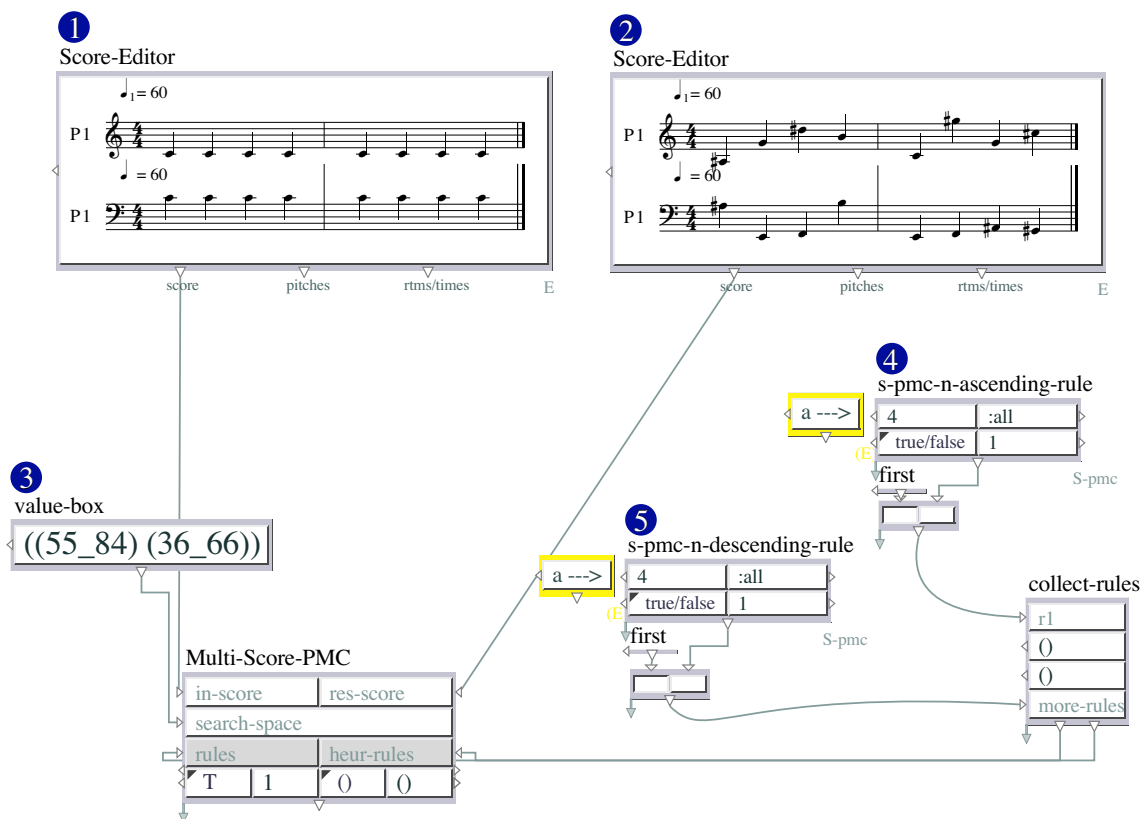 1
Score-Editor
♩1= 60
P1
♩ = 60
P1
score pitches rtms/times E
2
Score-Editor
♩1= 60
P1
♩ = 60
P1
score pitches rtms/times E
3
value-box
((55_84) (36_66))
4
s-pmc-n-ascending-rule
a --->
4 :all
true/false 1
(E
S-pmc
first
5
s-pmc-n-descending-rule
a --->
4 :all
true/false 1
(E
S-pmc
first
collect-rules
r1
()
()
more-rules
Multi-Score-PMC
in-score res-score
search-space
rules heur-rules
T 1 () ()